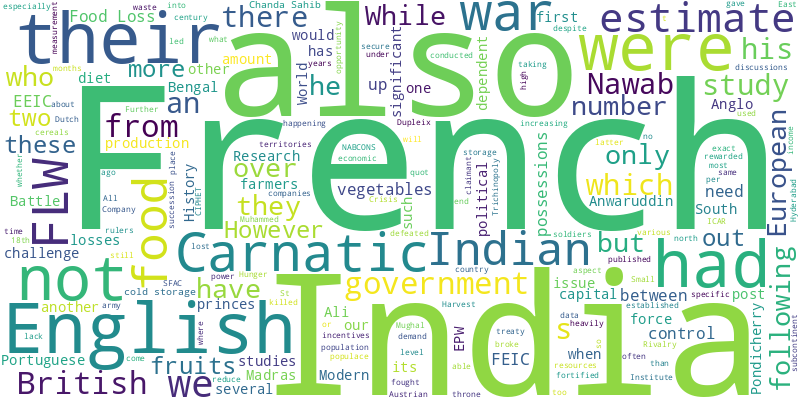 especially
waste
into
century
Chanda Sahib
opportunity
While
war
conducted
gave
East
measurement
Food Loss
their
led
what
there
also
secure
under
first
despite
estimate
who
more
would
has
World
years
up
one
significant
dependent
taking
high
were
his
diet
other
he
discussions
EEIC
an
Bengal
amount
Nawab
study
two
months
about
from
French
number
Anglo
used
these
Dutch
cereals
production
Further
happening
Dupleix
increasing
latter
no
exact
income
FLW
whether
food
territories
NABCONS
economic
will
only
rewarded
most
European
ago
place
History
CIPHET
Research
over
quot
storage
possessions
which
per
same
Hyderabad
All
Company
succession
farmers
companies
vegetables
such
political
claimant
Trichinopoly
Anwaruddin
need
Battle
rulers
they
Crisis
end
soldiers
South
ICAR
time
18th
losses
Muhammed
However
defeated
but
various
north
out
following
challenge
still
not
lost
Carnatic
Indian
had
subcontinent
SFAC
power
Hunger
government
country
aspect
published
Small
another
army
have
St
killed
Harvest
issue
between
established
specific
post
English
princes
Ali
or
our
Mughal
demand
data
heavily
s
capital
force
Rivalry
Pondicherry
Portuguese
fruits
studies
where
incentives
population
level
EPW
treaty
broke
FEIC
when
so
control
lack
come
Madras
Modern
its
populace
able
resources
often
than
British
we
reduce
several
India
fought
Austrian
throne
fortified
too
Institute